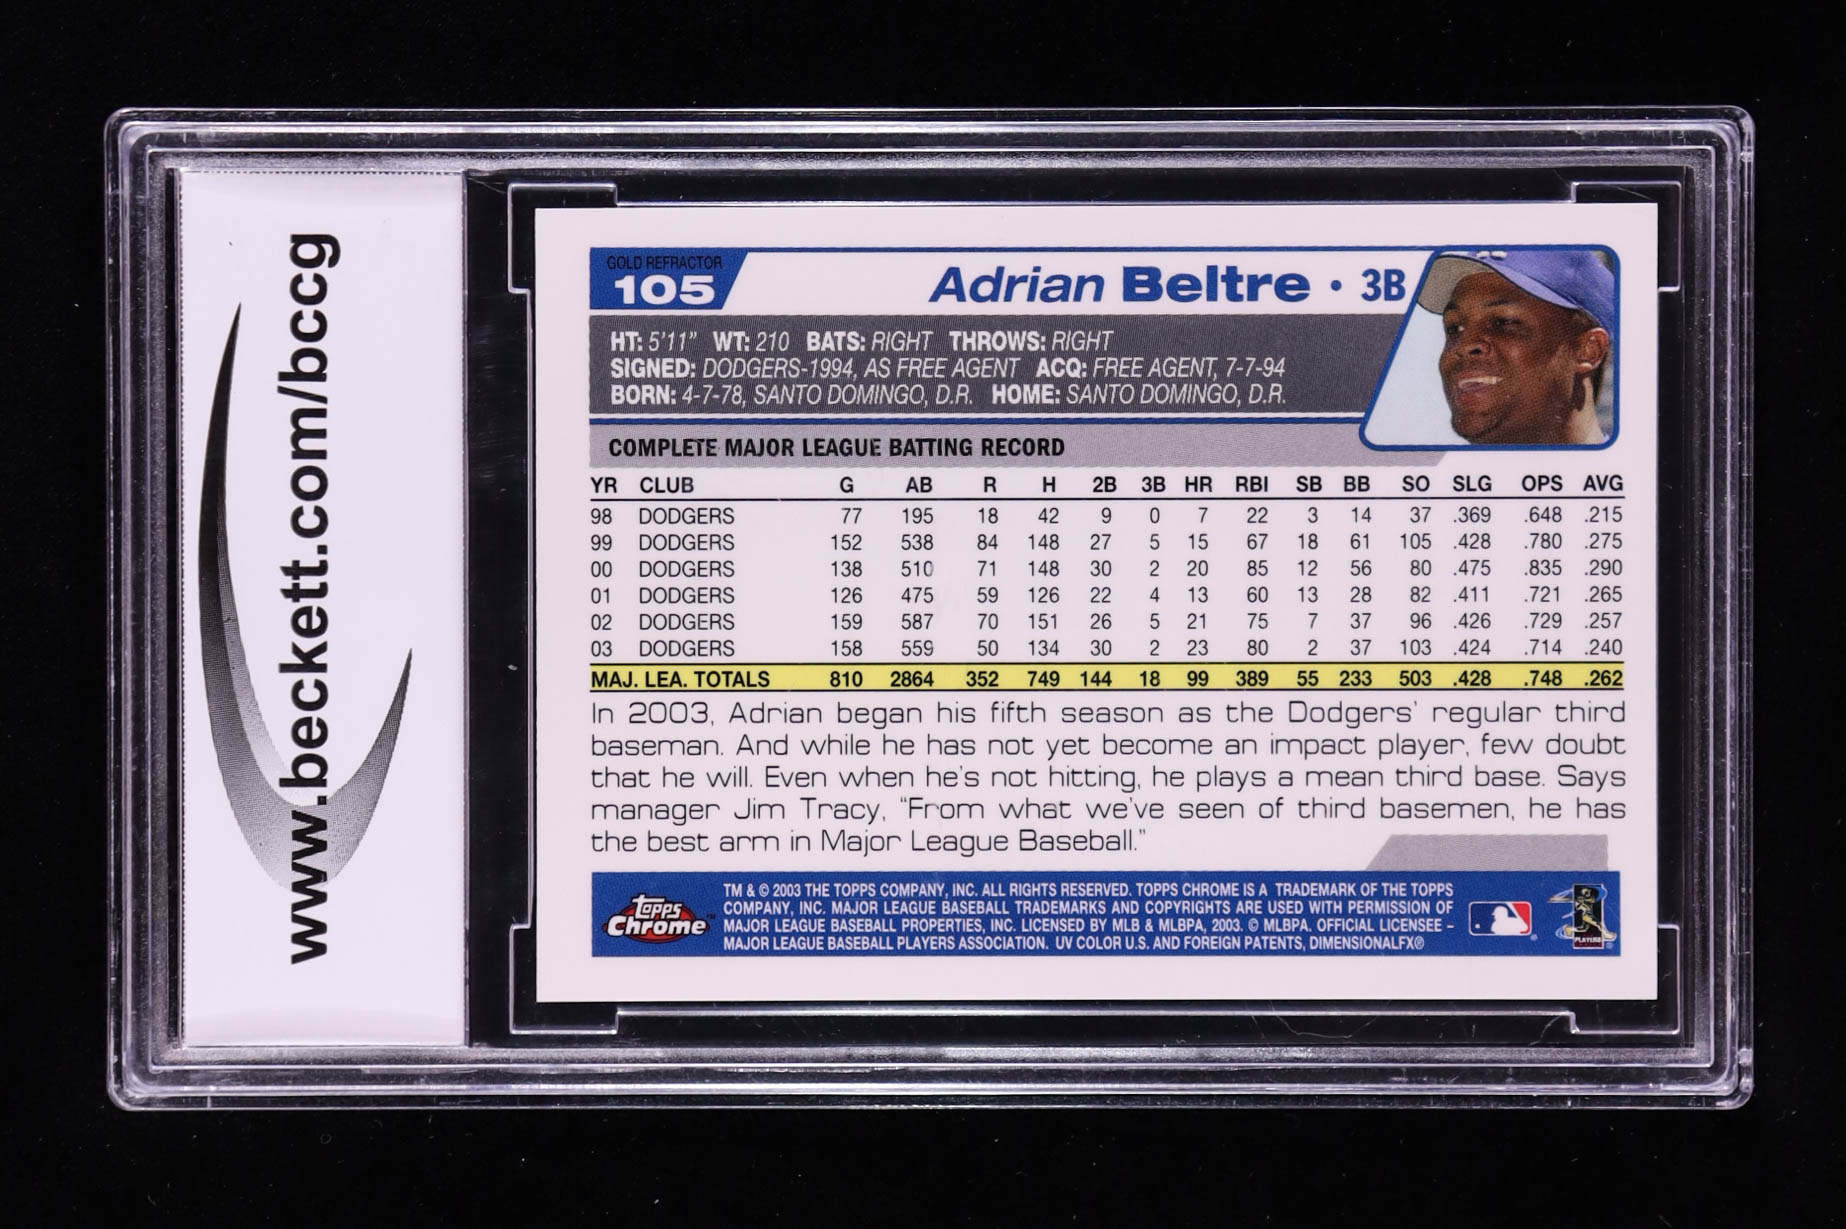 www.beckett.com/bccg
GOLD REFRACTOR
105
Adrian Beltre • 3B
HT: 5'11" WT: 210 BATS: RIGHT THROWS: RIGHT
SIGNED: DODGERS-1994, AS FREE AGENT ACQ: FREE AGENT, 7-7-94
BORN: 4-7-78, SANTO DOMINGO, D.R. HOME: SANTO DOMINGO, D.R.
COMPLETE MAJOR LEAGUE BATTING RECORD
YR CLUB G AB R H 2B 3B HR RBI SB BB SO SLG OPS AVG
98 DODGERS 77 195 18 42 9 0 7 22 3 14 37 .369 .648 .215
99 DODGERS 152 538 84 148 27 5 15 67 18 61 105 .428 .780 .275
00 DODGERS 138 510 71 148 30 2 20 85 12 56 80 .475 .835 .290
01 DODGERS 126 475 59 126 22 4 13 60 13 28 82 .411 .721 .265
02 DODGERS 159 587 70 151 26 5 21 75 7 37 96 .426 .729 .257
03 DODGERS 158 559 50 134 30 2 23 80 2 37 103 .424 .714 .240
MAJ. LEA. TOTALS 810 2864 352 749 144 18 99 389 55 233 503 .428 .748 .262
In 2003, Adrian began his fifth season as the Dodgers' regular third
baseman. And while he has not yet become an impact player, few doubt
that he will. Even when he's not hitting, he plays a mean third base. Says
manager Jim Tracy, "From what we've seen of third basemen, he has
the best arm in Major League Baseball."
Topps Chrome™
TM & © 2003 THE TOPPS COMPANY, INC. ALL RIGHTS RESERVED. TOPPS CHROME IS A TRADEMARK OF THE TOPPS
COMPANY, INC. MAJOR LEAGUE BASEBALL TRADEMARKS AND COPYRIGHTS ARE USED WITH PERMISSION OF
MAJOR LEAGUE BASEBALL PROPERTIES, INC. LICENSED BY MLB & MLBPA, 2003. © MLBPA. OFFICIAL LICENSEE –
MAJOR LEAGUE BASEBALL PLAYERS ASSOCIATION. UV COLOR U.S. AND FOREIGN PATENTS, DIMENSIONALFX®
PLAYERS